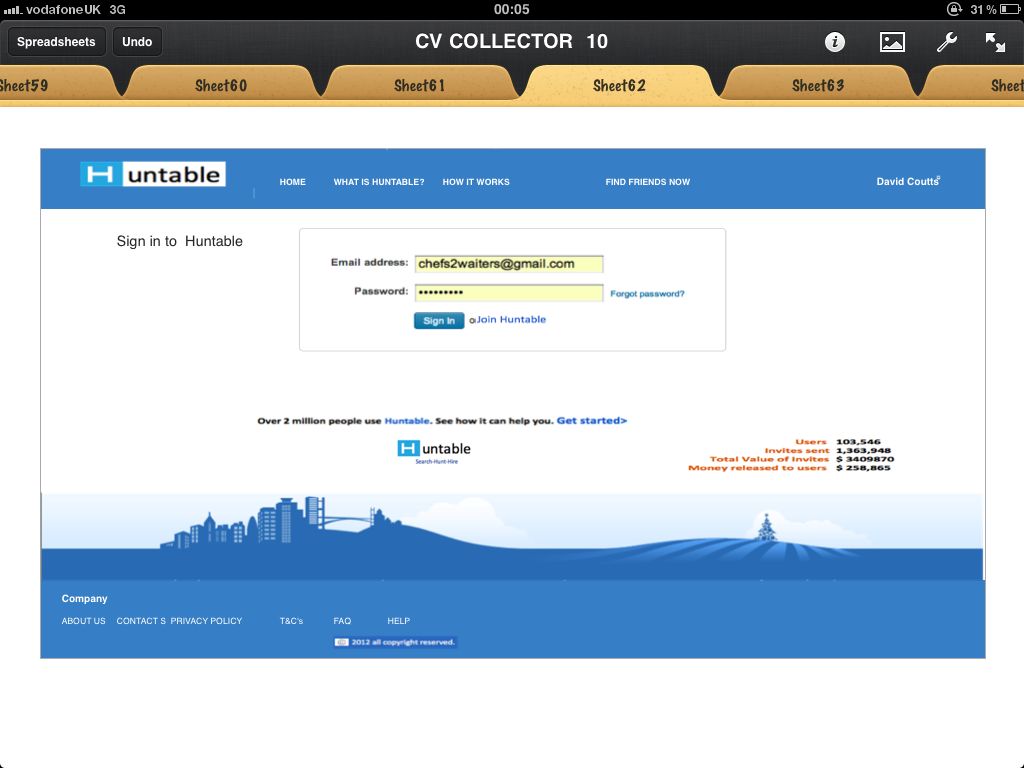 vodafoneUK 3G 00:05 31%
Spreadsheets Undo CV COLLECTOR 10
Sheet59 Sheet60 Sheet61 Sheet62 Sheet63 Sheet
H untable HOME WHAT IS HUNTABLE? HOW IT WORKS FIND FRIENDS NOW David Coutts
Sign in to Huntable
Email address: chefs2waiters@gmail.com
Password: ••••••••• Forgot password?
Sign In or Join Huntable
Over 2 million people use Huntable. See how it can help you. Get started>
H untable
Search-Hunt-Hire
Users 103,546
Invites sent 1,363,948
Total Value of Invites $ 3409870
Money released to users $ 258,865
Company
ABOUT US CONTACT S PRIVACY POLICY T&C's FAQ HELP
2012 all copyright reserved.